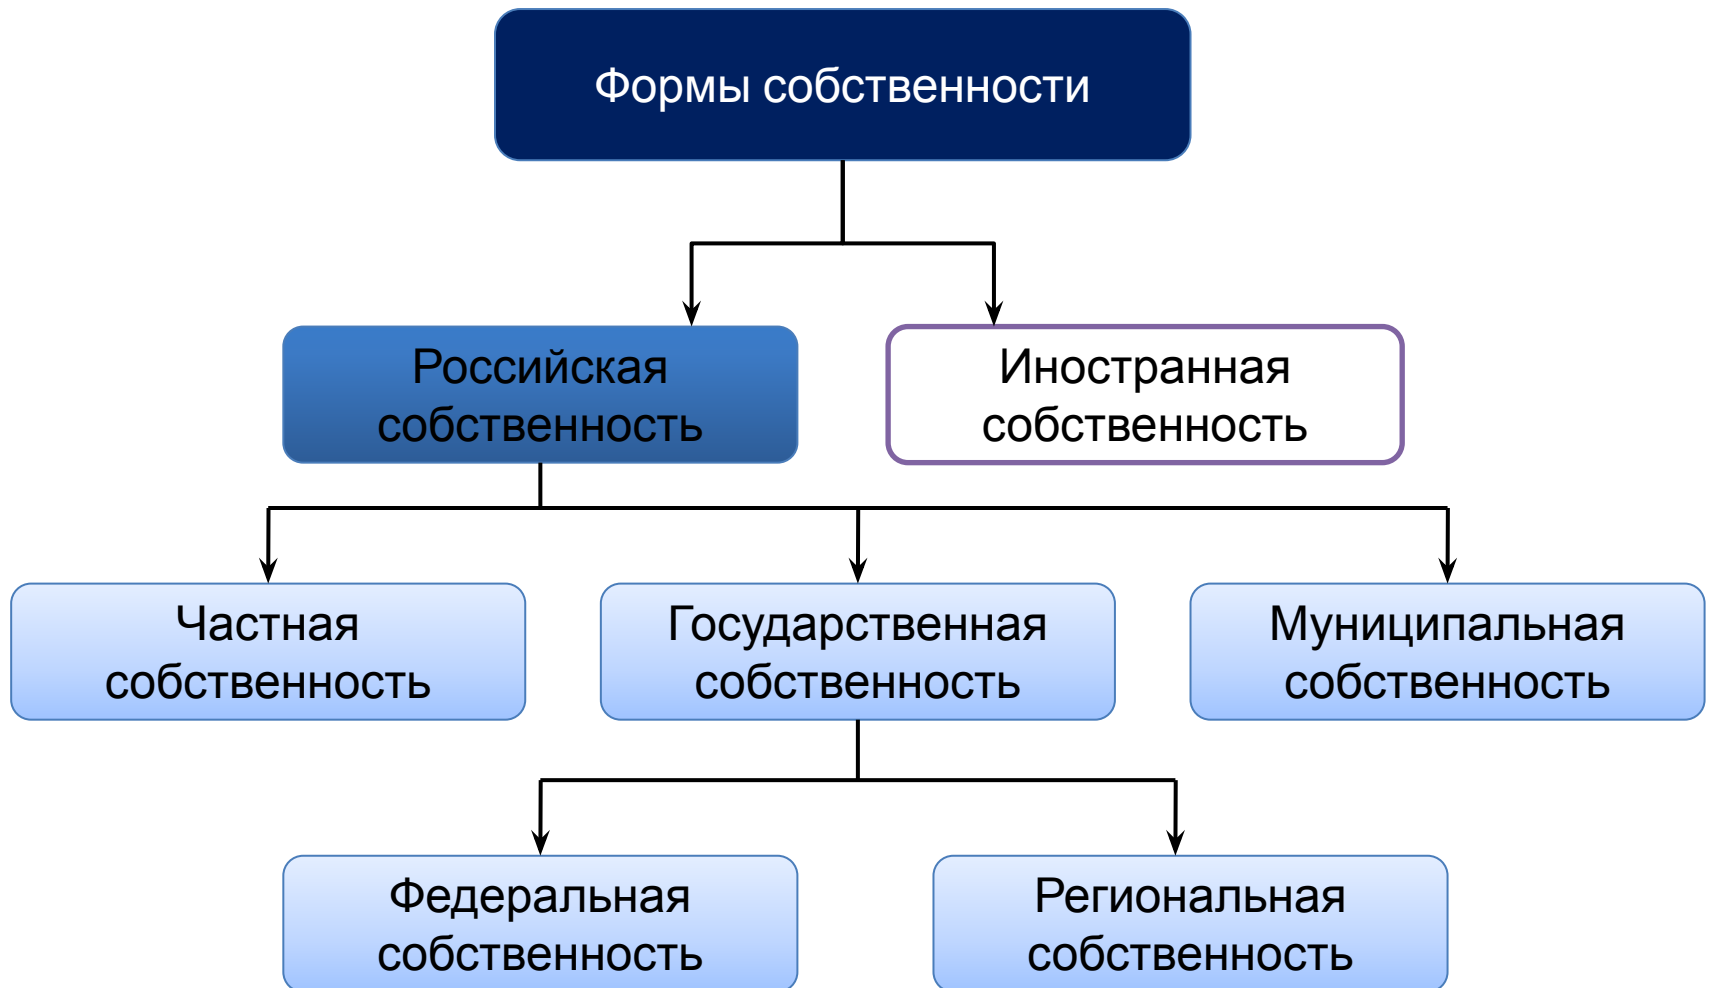 Формы собственности
Российская
собственность
Иностранная
собственность
Частная
собственность
Государственная
собственность
Муниципальная
собственность
Федеральная
собственность
Региональная
собственность